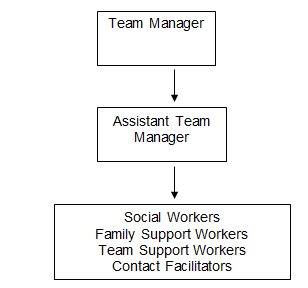 Team Manager
Assistant Team
Manager
Social Workers
Family Support Workers
Team Support Workers
Contact Facilitators